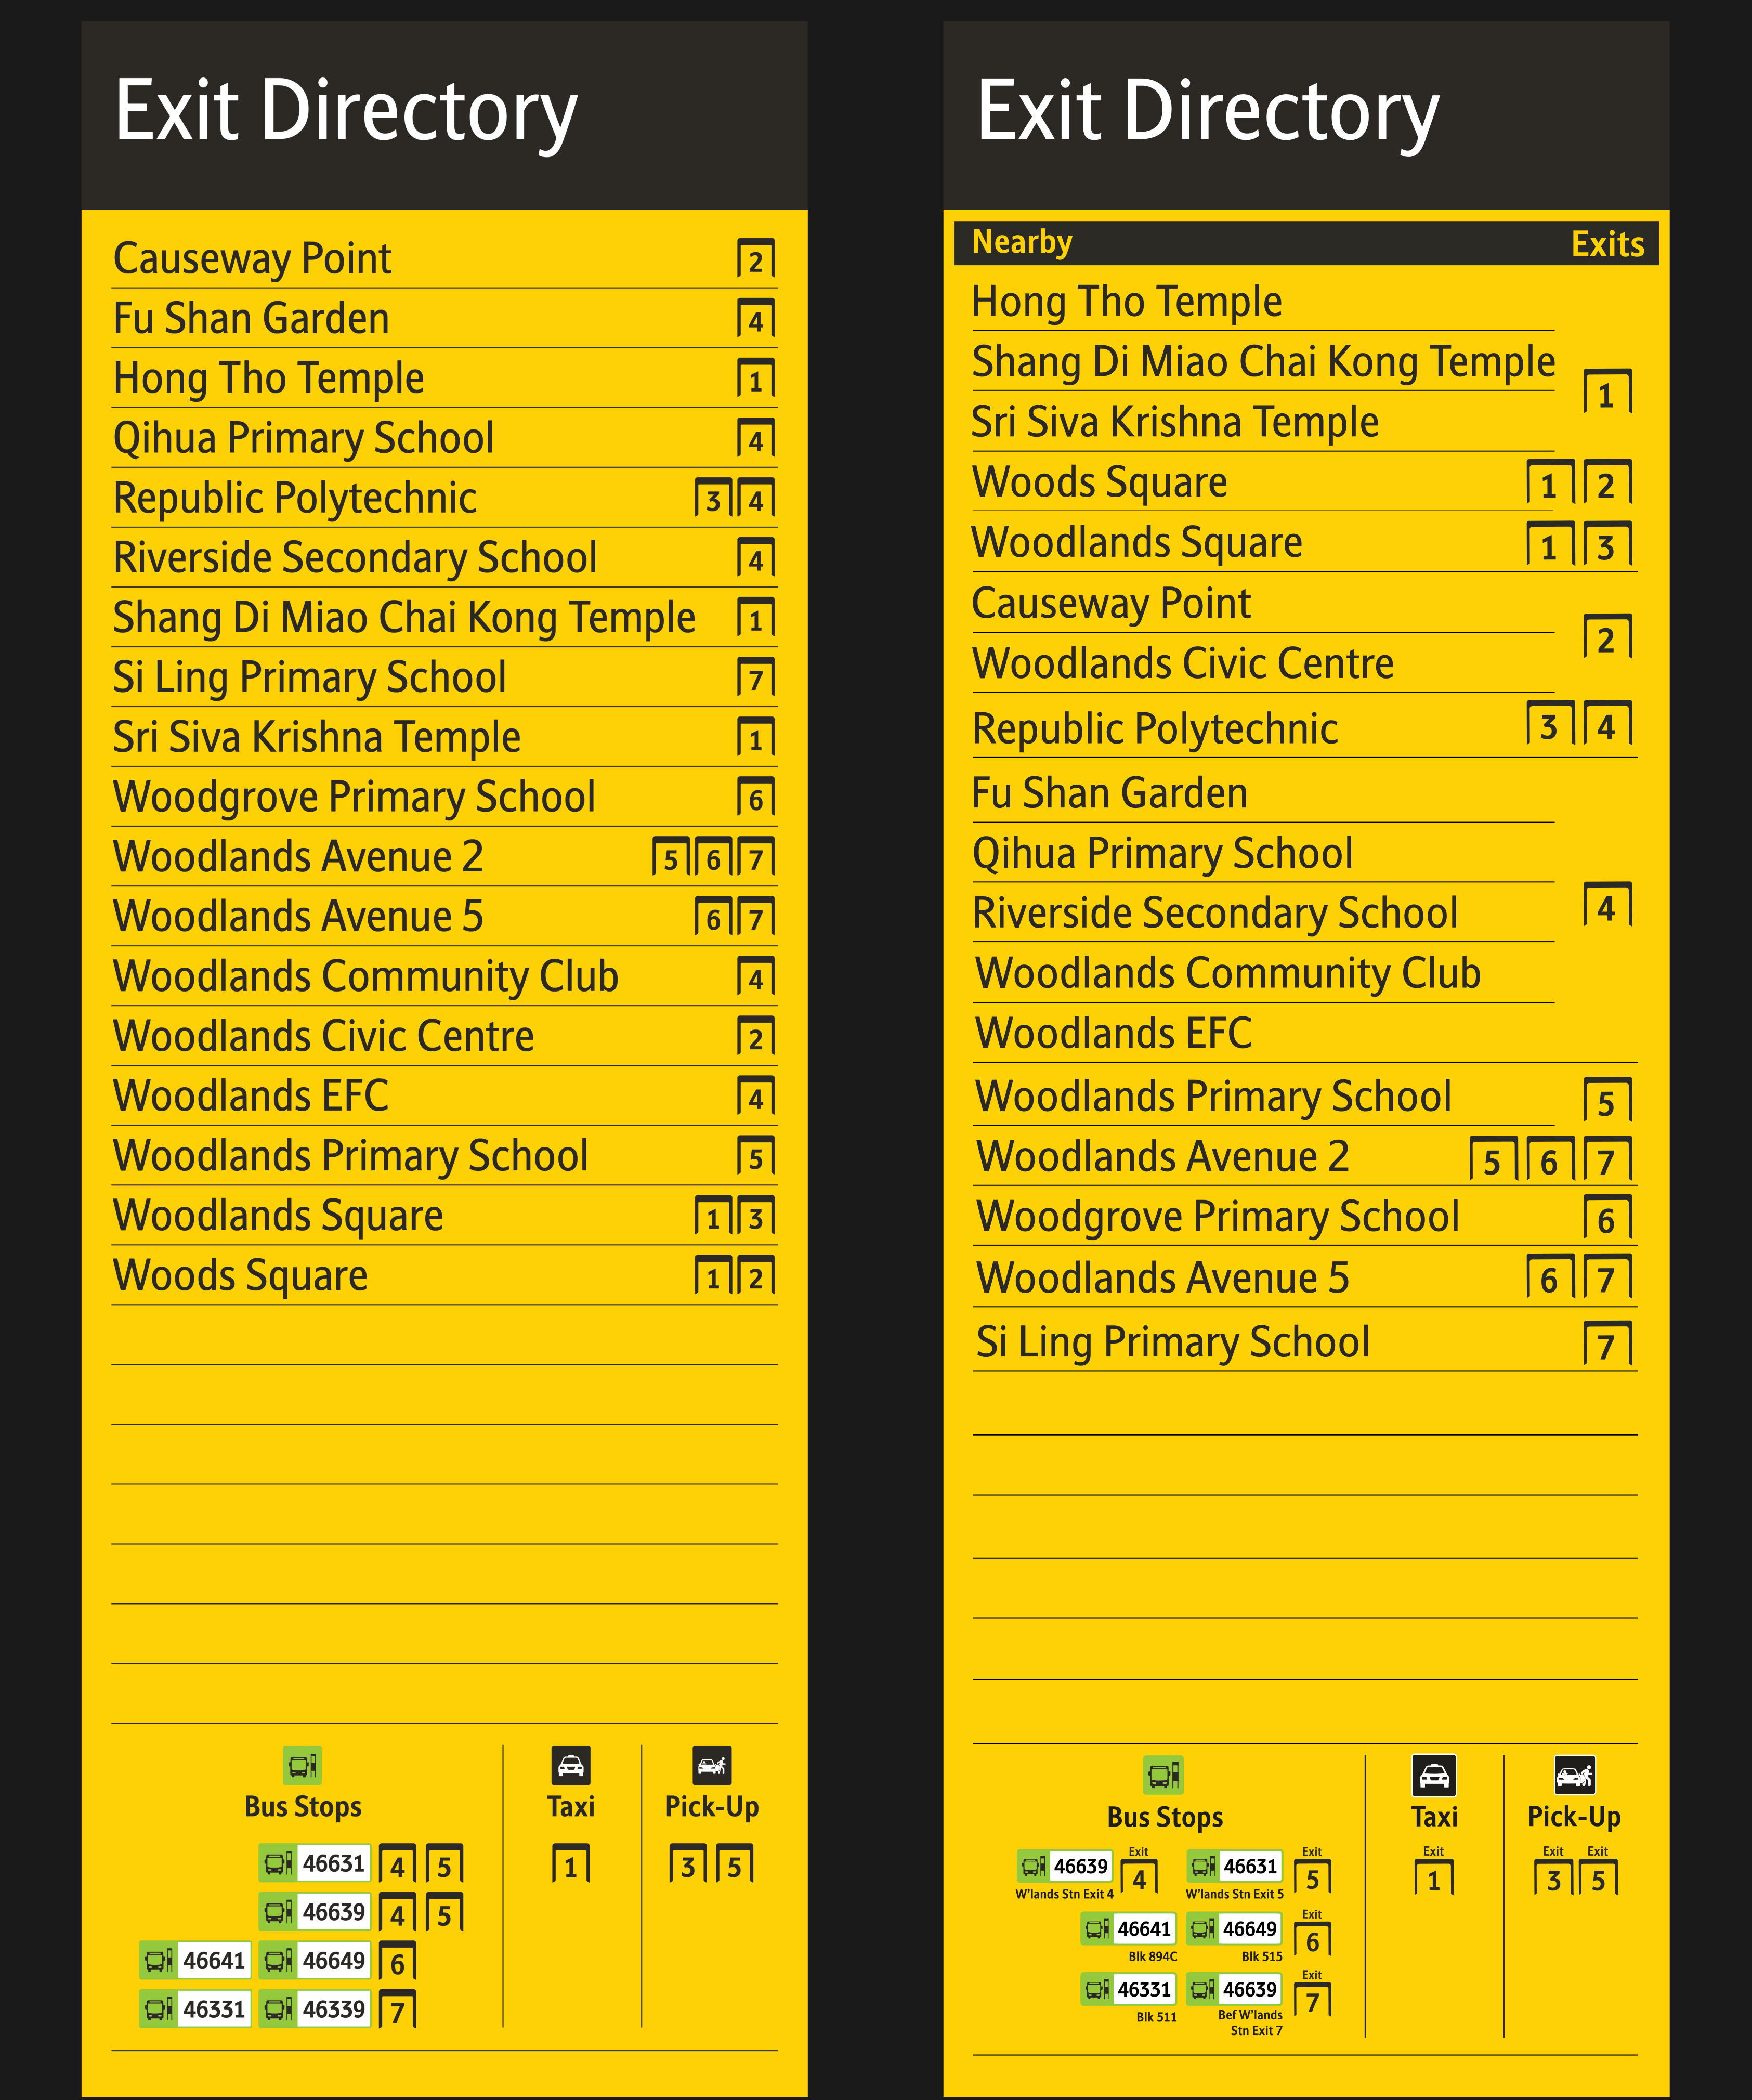 Exit Directory
Causeway Point 2
Fu Shan Garden 4
Hong Tho Temple 1
Qihua Primary School 4
Republic Polytechnic 3 4
Riverside Secondary School 4
Shang Di Miao Chai Kong Temple 1
Si Ling Primary School 7
Sri Siva Krishna Temple 1
Woodgrove Primary School 6
Woodlands Avenue 2 5 6 7
Woodlands Avenue 5 6 7
Woodlands Community Club 4
Woodlands Civic Centre 2
Woodlands EFC 4
Woodlands Primary School 5
Woodlands Square 1 3
Woods Square 1 2
Bus Stops
46631 4 5
46639 4 5
46641 46649 6
46331 46339 7
Taxi
1
Pick-Up
3 5
Exit Directory
Nearby Exits
Hong Tho Temple
Shang Di Miao Chai Kong Temple
1
Sri Siva Krishna Temple
Woods Square 1 2
Woodlands Square 1 3
Causeway Point
2
Woodlands Civic Centre
Republic Polytechnic 3 4
Fu Shan Garden
Qihua Primary School
Riverside Secondary School 4
Woodlands Community Club
Woodlands EFC
Woodlands Primary School 5
Woodlands Avenue 2 5 6 7
Woodgrove Primary School 6
Woodlands Avenue 5 6 7
Si Ling Primary School 7
Bus Stops
Exit Exit
46639 4 46631 5
W'lands Stn Exit 4 W'lands Stn Exit 5
Exit
46641 46649 6
Blk 894C Blk 515
Exit
46331 46639 7
Blk 511 Bef W'lands
Stn Exit 7
Taxi
Exit
1
Pick-Up
Exit Exit
3 5